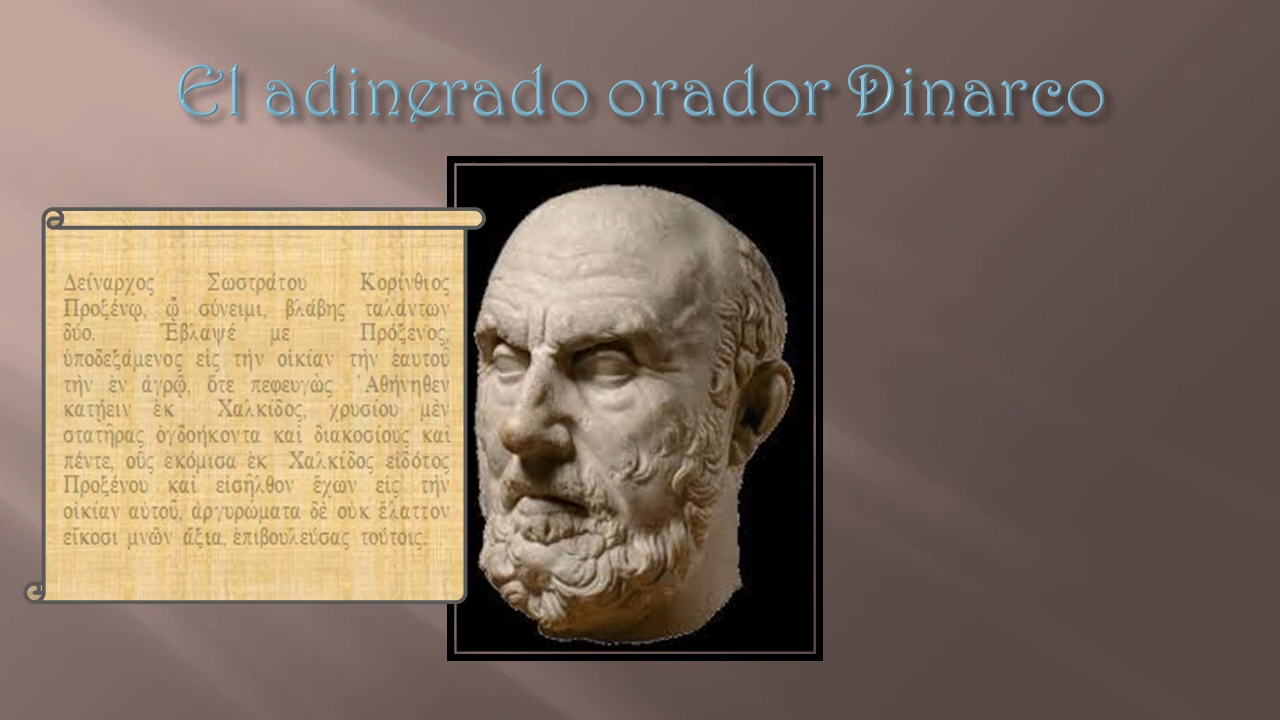 El adinerado orador Dinarco
Δείναρχος Σωστράτου Κορίνθιος
Προξένῳ, ᾧ σύνειμι, βλάβης ταλάντων
δύο. Ἔβλαψέ με Πρόξενος,
ὑποδεξάμενος εἰς τὴν οἰκίαν τὴν ἑαυτοῦ
τὴν ἐν ἀγρῷ, ὅτε πεφευγὼς ᾿Αθήνηθεν
κατῄειν ἐκ Χαλκίδος, χρυσίου μὲν
στατῆρας ὀγδοήκοντα καὶ διακοσίους καὶ
πέντε, οὓς ἐκόμισα ἐκ Χαλκίδος εἰδότος
Προξένου καὶ εἰσῆλθον ἔχων εἰς τὴν
οἰκίαν αὐτοῦ, ἀργυρώματα δὲ οὐκ ἔλαττον
εἴκοσι μνῶν ἄξια, ἐπιβουλεύσας τούτοις.